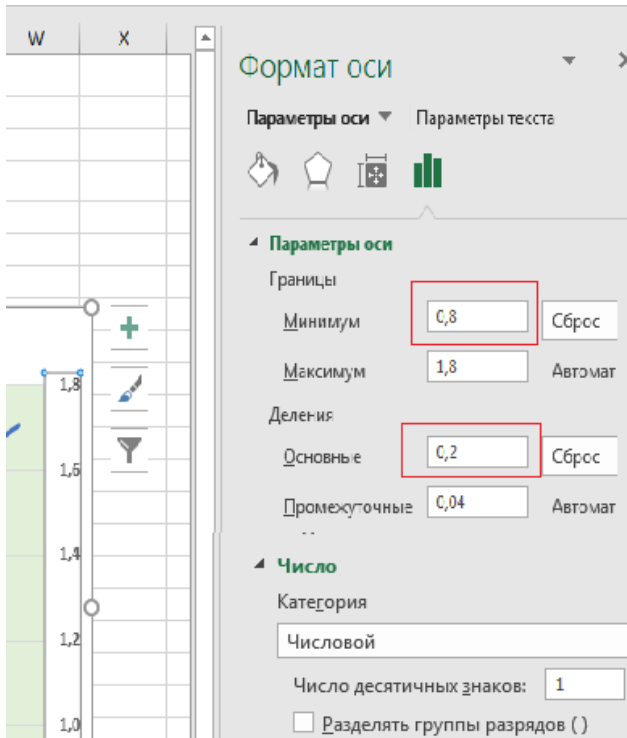 W X
Формат оси
Параметры оси Параметры текста
Параметры оси
Границы
Минимум 0,8 Сброс
Максимум 1,8 Автомат
Деления
Основные 0,2 Сброс
Промежуточные 0,04 Автомат
Число
Категория
Числовой
Число десятичных знаков: 1
Разделять группы разрядов ( )
1,8
1,6
1,4
1,2
1,0